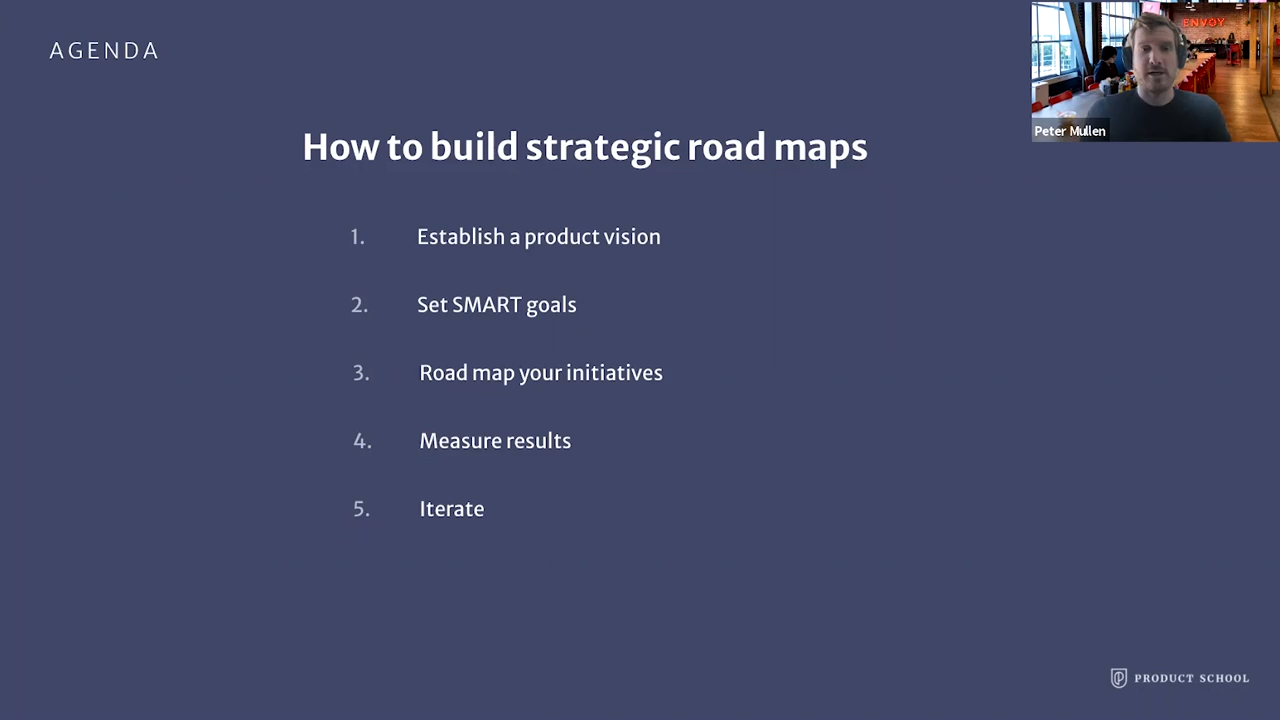 AGENDA
ENVOY
Peter Mullen
How to build strategic road maps
1. Establish a product vision
2. Set SMART goals
3. Road map your initiatives
4. Measure results
5. Iterate
PRODUCT SCHOOL